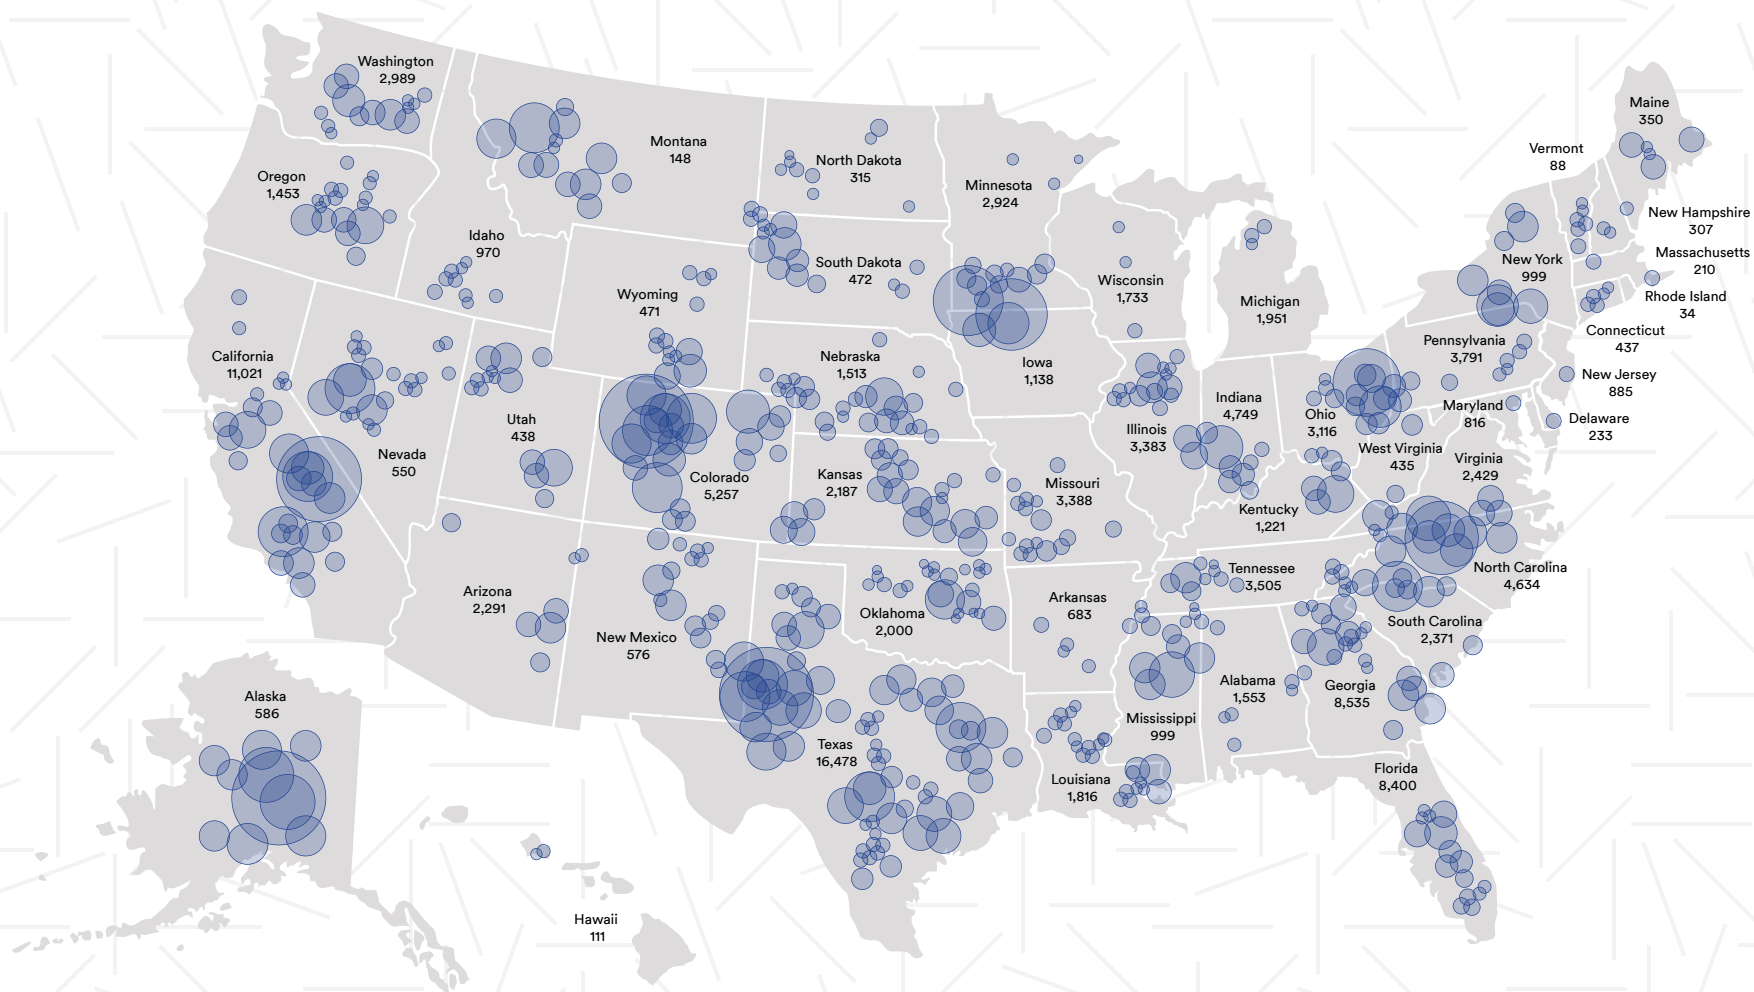 Washington
2,989
Oregon
1,453
Idaho
970
Montana
148
North Dakota
315
Minnesota
2,924
South Dakota
472
Wyoming
471
Wisconsin
1,733
Michigan
1,951
Maine
350
Vermont
88
New Hampshire
307
Massachusetts
210
New York
999
Rhode Island
34
Connecticut
437
Pennsylvania
3,791
New Jersey
885
Maryland
816
Delaware
233
California
11,021
Nevada
550
Utah
438
Colorado
5,257
Nebraska
1,513
Iowa
1,138
Kansas
2,187
Missouri
3,388
Illinois
3,383
Indiana
4,749
Ohio
3,116
West Virginia
435
Virginia
2,429
Kentucky
1,221
North Carolina
4,634
Tennessee
3,505
South Carolina
2,371
Arizona
2,291
New Mexico
576
Oklahoma
2,000
Arkansas
683
Texas
16,478
Louisiana
1,816
Mississippi
999
Alabama
1,553
Georgia
8,535
Florida
8,400
Alaska
586
Hawaii
111